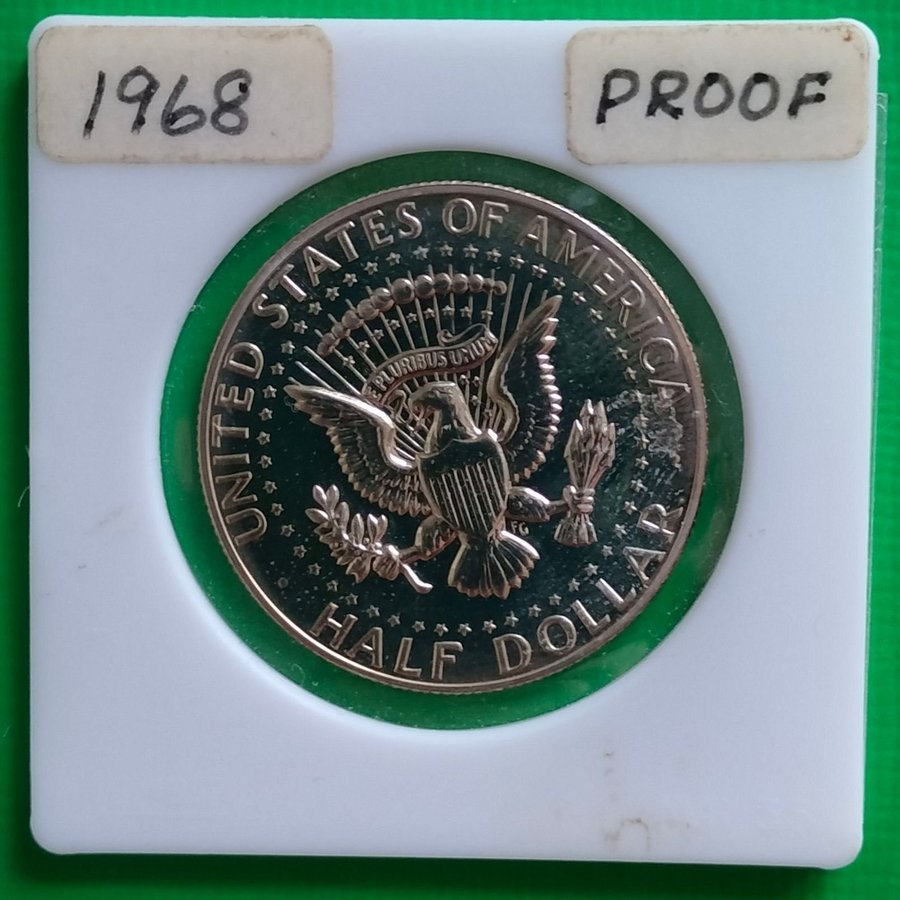 1968
PROOF
UNITED STATES OF AMERICA
E PLURIBUS UNUM
FG
HALF DOLLAR